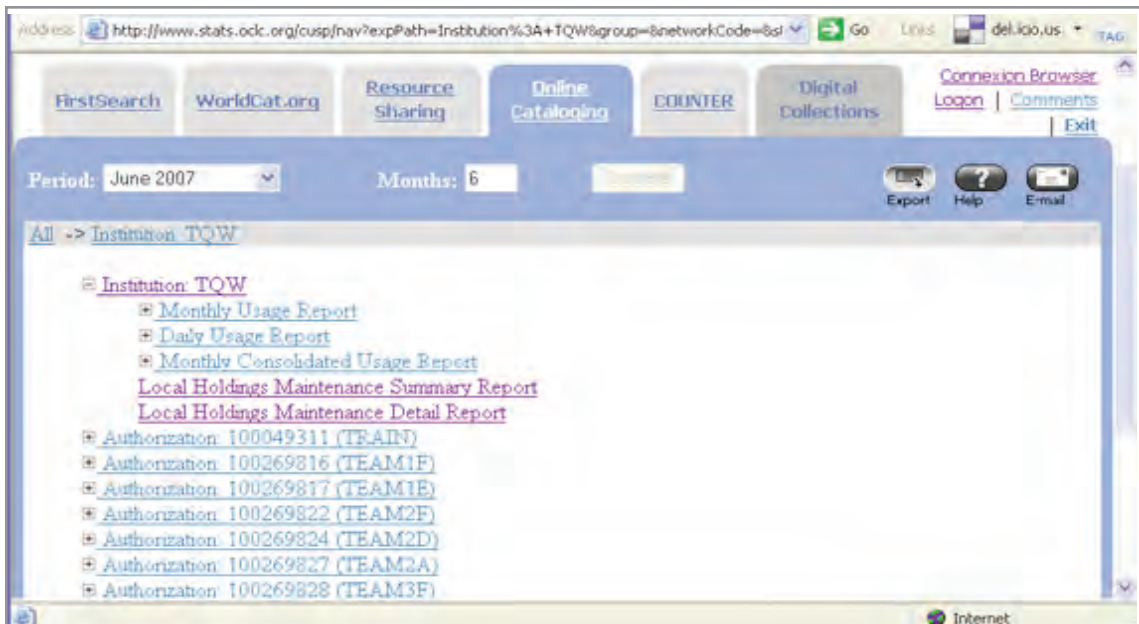 Address http://www.stats.oclc.org/cusp/nav?expPath=Institution%3A+TQW&group=&networkCode=&sl Go Links del.icio.us TAG
FirstSearch WorldCat.org Resource Sharing Online Cataloging COUNTER Digital Collections
Connexion Browser
Logon | Comments
| Exit
Period: June 2007 Months: 6
Export Help E-mail
All -> Institution: TQW
Institution: TQW
Monthly Usage Report
Daily Usage Report
Monthly Consolidated Usage Report
Local Holdings Maintenance Summary Report
Local Holdings Maintenance Detail Report
Authorization: 100049311 (TRAIN)
Authorization: 100269816 (TEAM1F)
Authorization: 100269817 (TEAM1E)
Authorization: 100269822 (TEAM2F)
Authorization: 100269824 (TEAM2D)
Authorization: 100269827 (TEAM2A)
Authorization: 100269828 (TEAM3F)
Internet